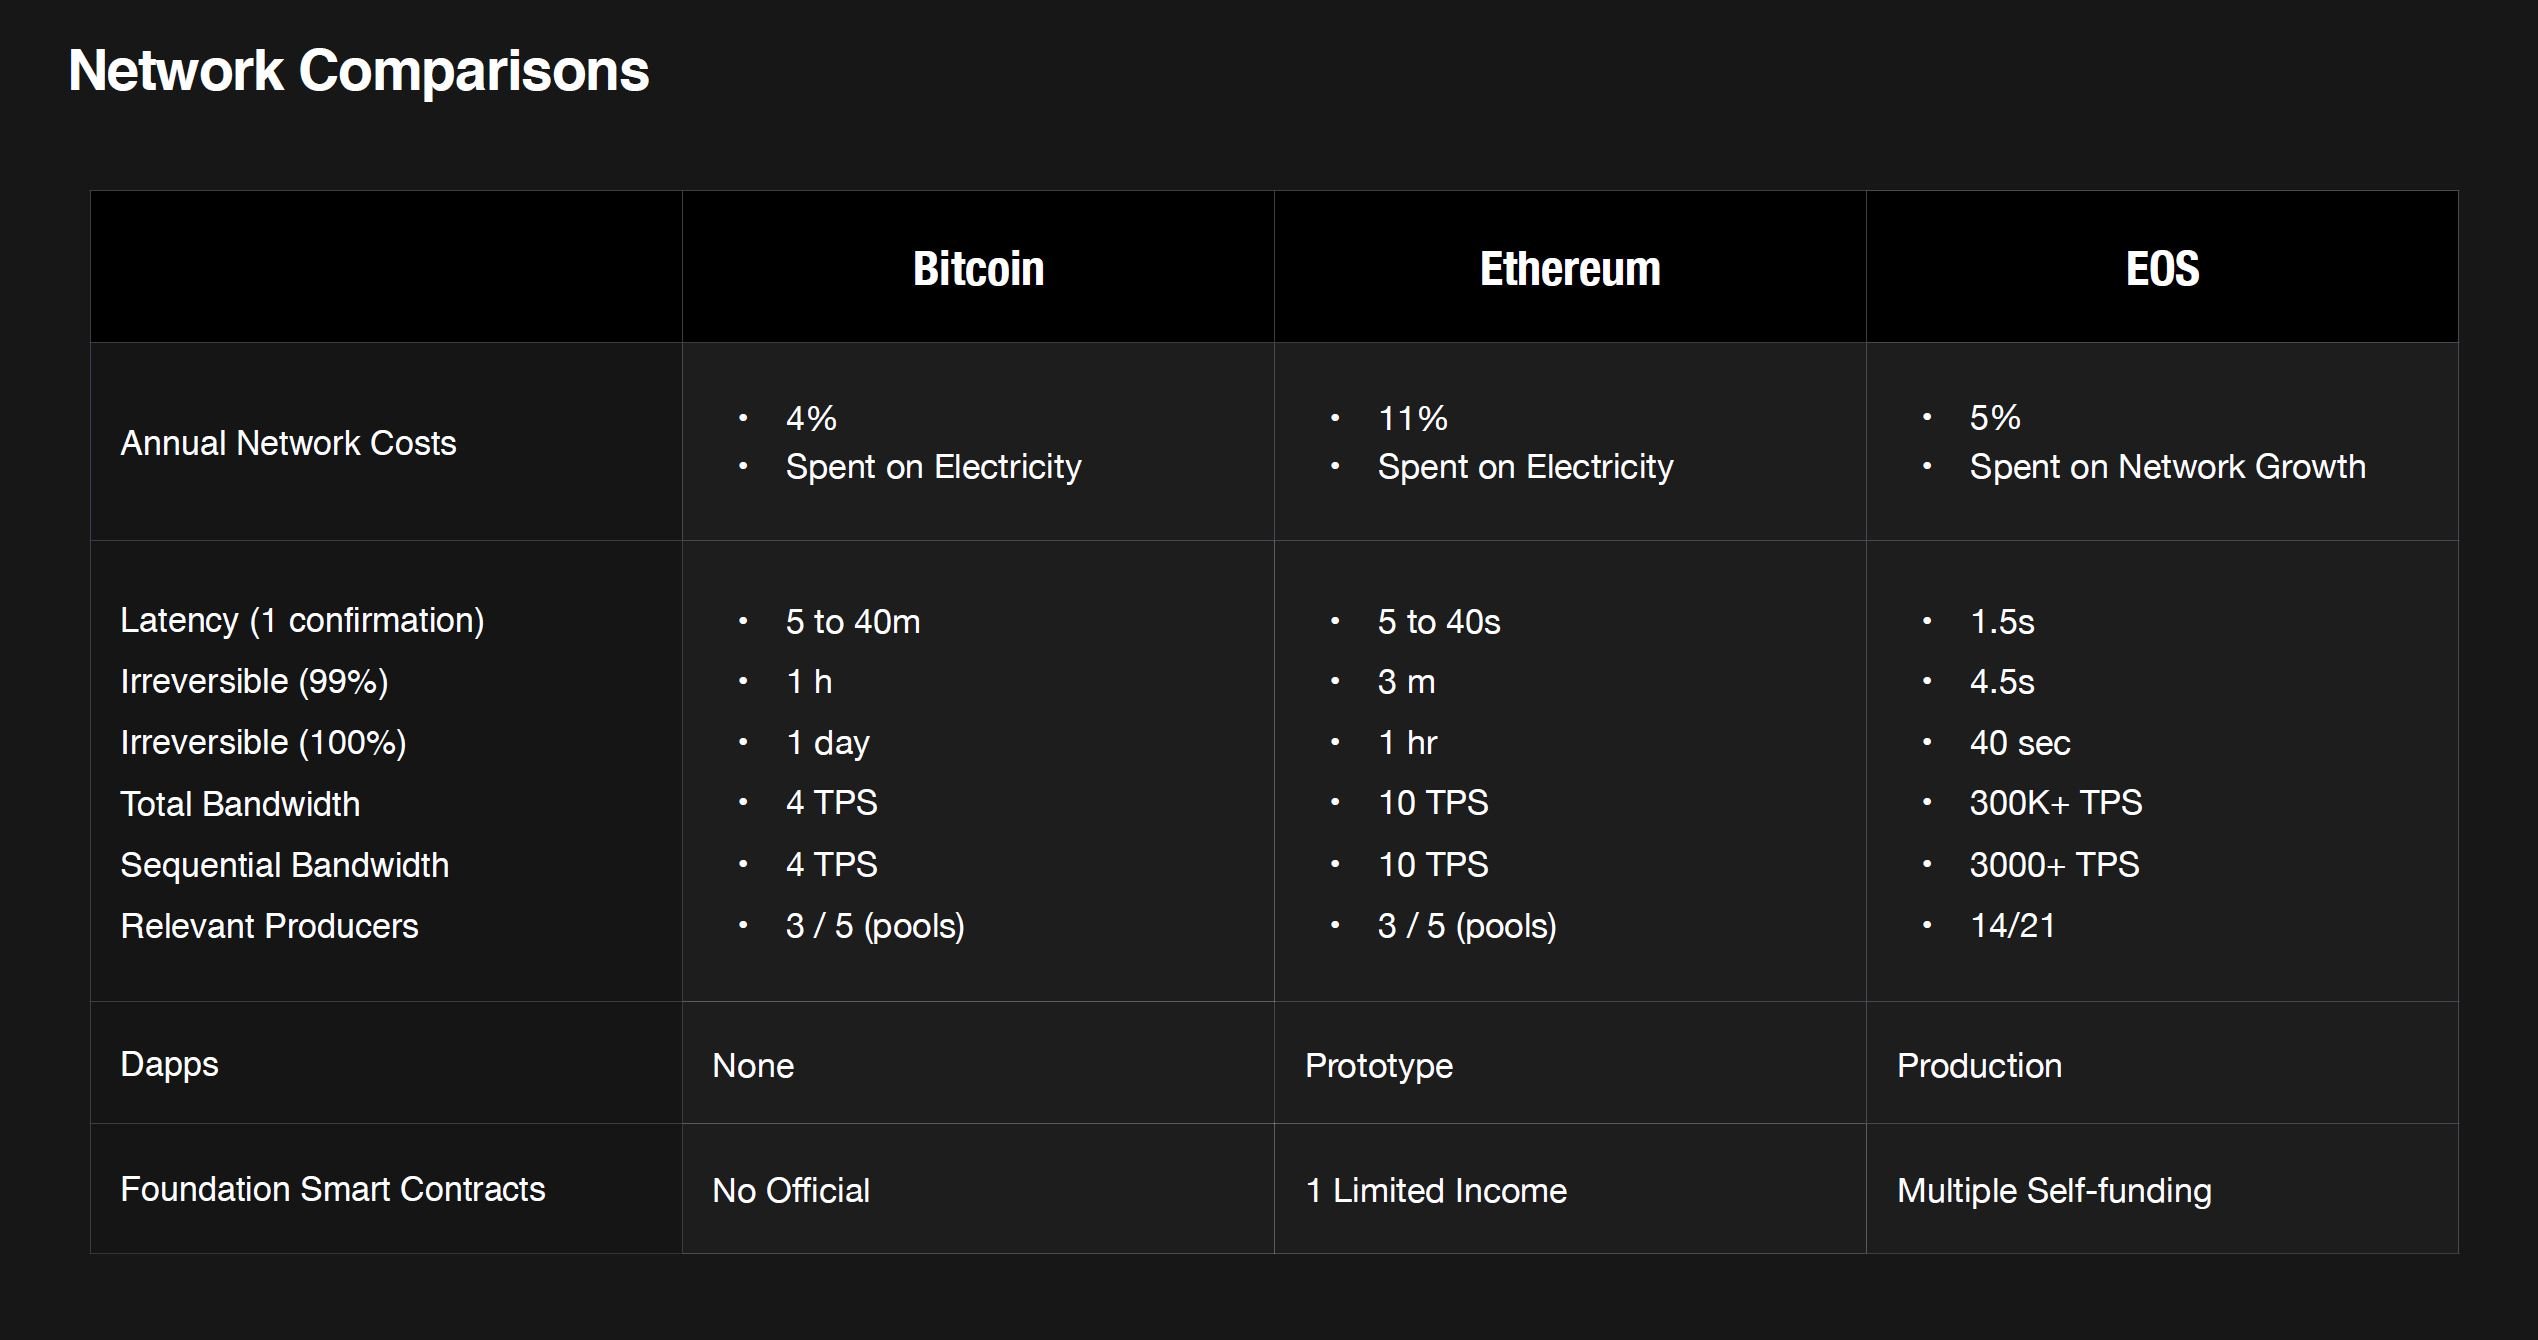 Network Comparisons
Bitcoin
Ethereum
EOS
Annual Network Costs
• 4%
• Spent on Electricity
• 11%
• Spent on Electricity
• 5%
• Spent on Network Growth
Latency (1 confirmation)
Irreversible (99%)
Irreversible (100%)
Total Bandwidth
Sequential Bandwidth
Relevant Producers
• 5 to 40m
• 1 h
• 1 day
• 4 TPS
• 4 TPS
• 3 / 5 (pools)
• 5 to 40s
• 3 m
• 1 hr
• 10 TPS
• 10 TPS
• 3 / 5 (pools)
• 1.5s
• 4.5s
• 40 sec
• 300K+ TPS
• 3000+ TPS
• 14/21
Dapps
None
Prototype
Production
Foundation Smart Contracts
No Official
1 Limited Income
Multiple Self-funding